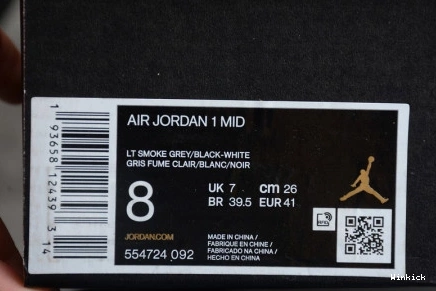 AIR JORDAN 1 MID
LT SMOKE GREY/BLACK-WHITE
GRIS FUME CLAIR/BLANC/NOIR
8
UK 7 cm 26
BR 39.5 EUR 41
JORDAN.COM
554724 092
MADE IN CHINA /
FABRIQUE EN CHINE /
FABRICADO NA CHINA /
HECHO EN CHINA
1 93658 12439 3 14
Winkick